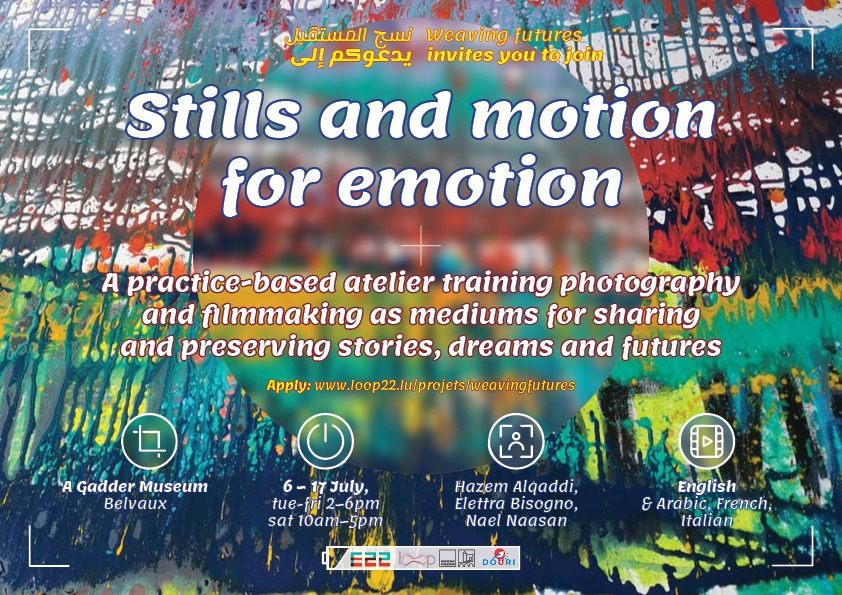 نسج المستقبل Weaving futures
يدعوكم إلى invites you to join
Stills and motion
for emotion
A practice-based atelier training photography
and filmmaking as mediums for sharing
and preserving stories, dreams and futures
Apply: www.loop22.lu/projets/weavingfutures
A Gadder Museum
Belvaux
6 – 17 July,
tue-fri 2–6pm
sat 10am–5pm
Hazem Alqaddi,
Elettra Bisogno,
Nael Naasan
English
& Arabic, French,
Italian
E22 loop DOURI